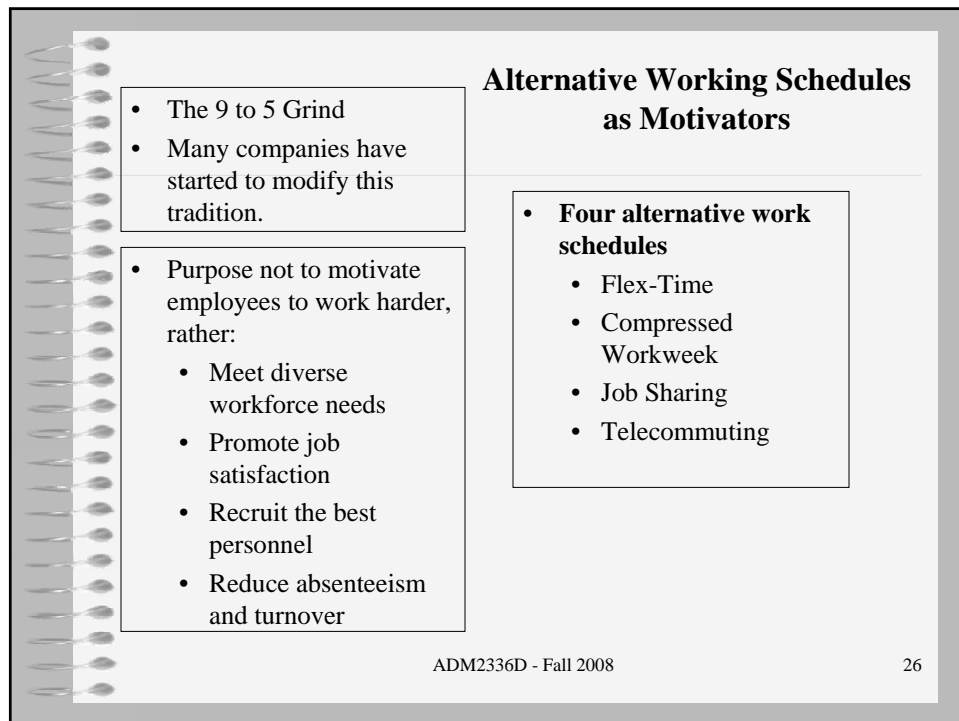 Alternative Working Schedules
as Motivators
• The 9 to 5 Grind
• Many companies have
started to modify this
tradition.
• Purpose not to motivate
employees to work harder,
rather:
• Meet diverse
workforce needs
• Promote job
satisfaction
• Recruit the best
personnel
• Reduce absenteeism
and turnover
• Four alternative work
schedules
• Flex-Time
• Compressed
Workweek
• Job Sharing
• Telecommuting
ADM2336D - Fall 2008
26